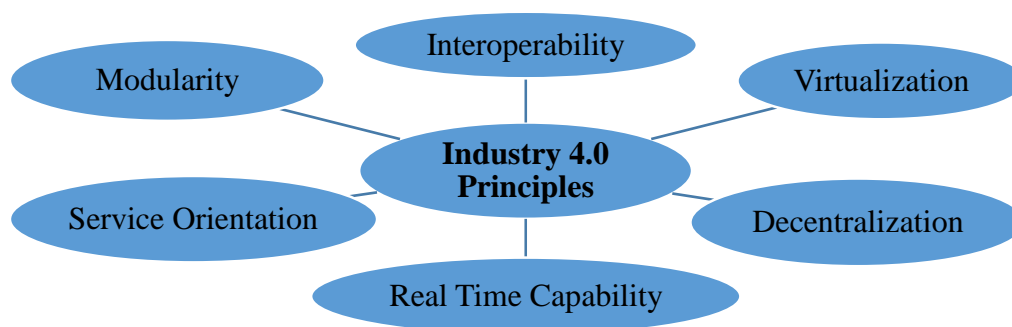 Interoperability
Modularity
Virtualization
Industry 4.0
Principles
Service Orientation
Decentralization
Real Time Capability